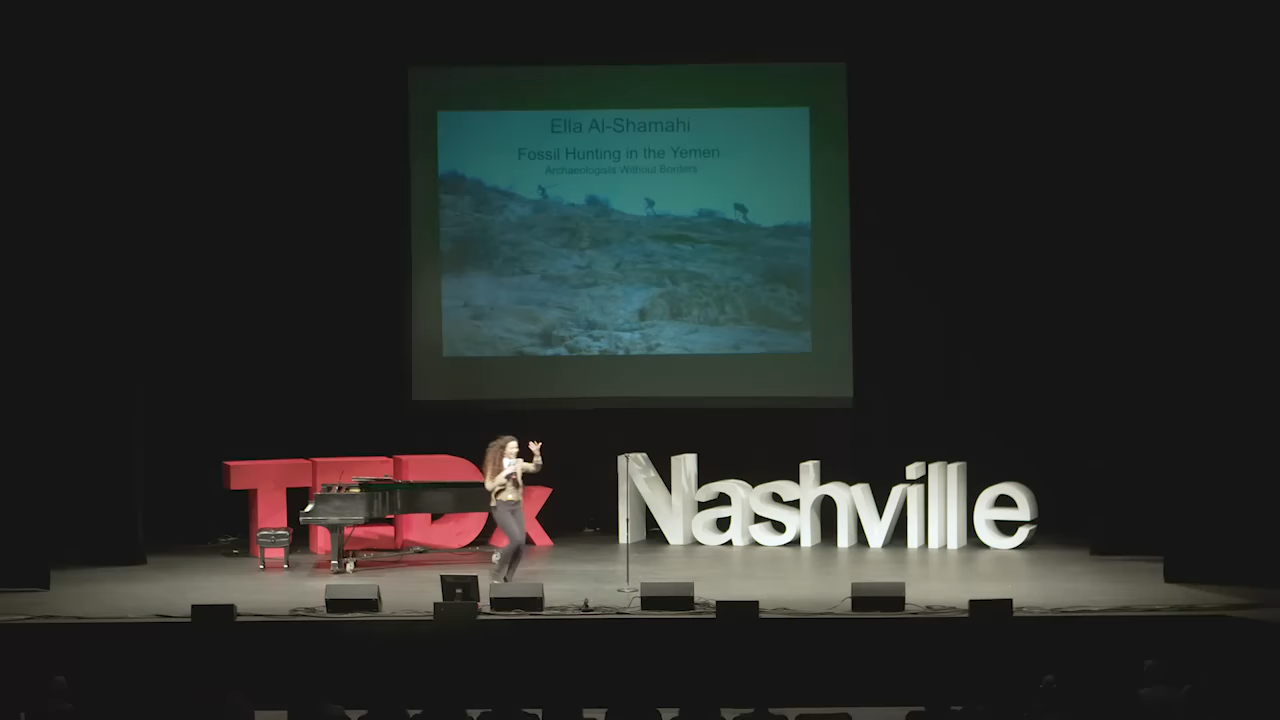 Ella Al-Shamahi
Fossil Hunting in the Yemen
Archaeologists Without Borders
TEDx Nashville